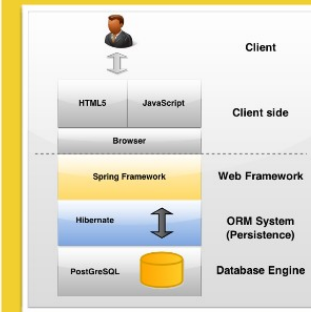 Client
HTML5 JavaScript Client side
Browser
Spring Framework Web Framework
Hibernate ORM System
(Persistence)
PostGreSQL Database Engine